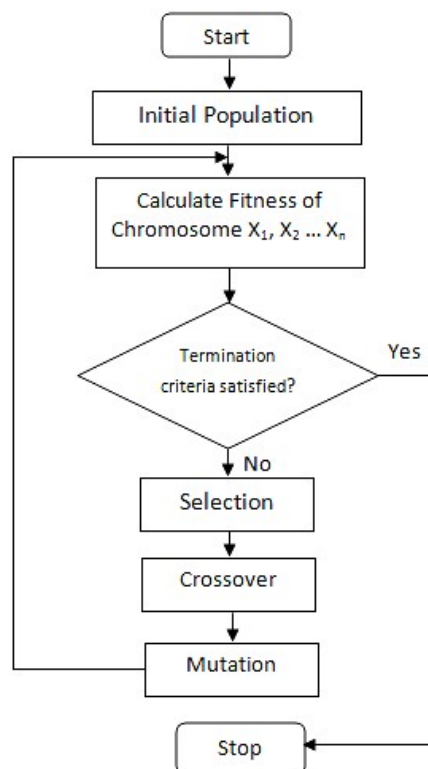 Start
Initial Population
Calculate Fitness of
Chromosome X₁, X₂ ... Xₙ
Termination
criteria satisfied?
Yes
No
Selection
Crossover
Mutation
Stop